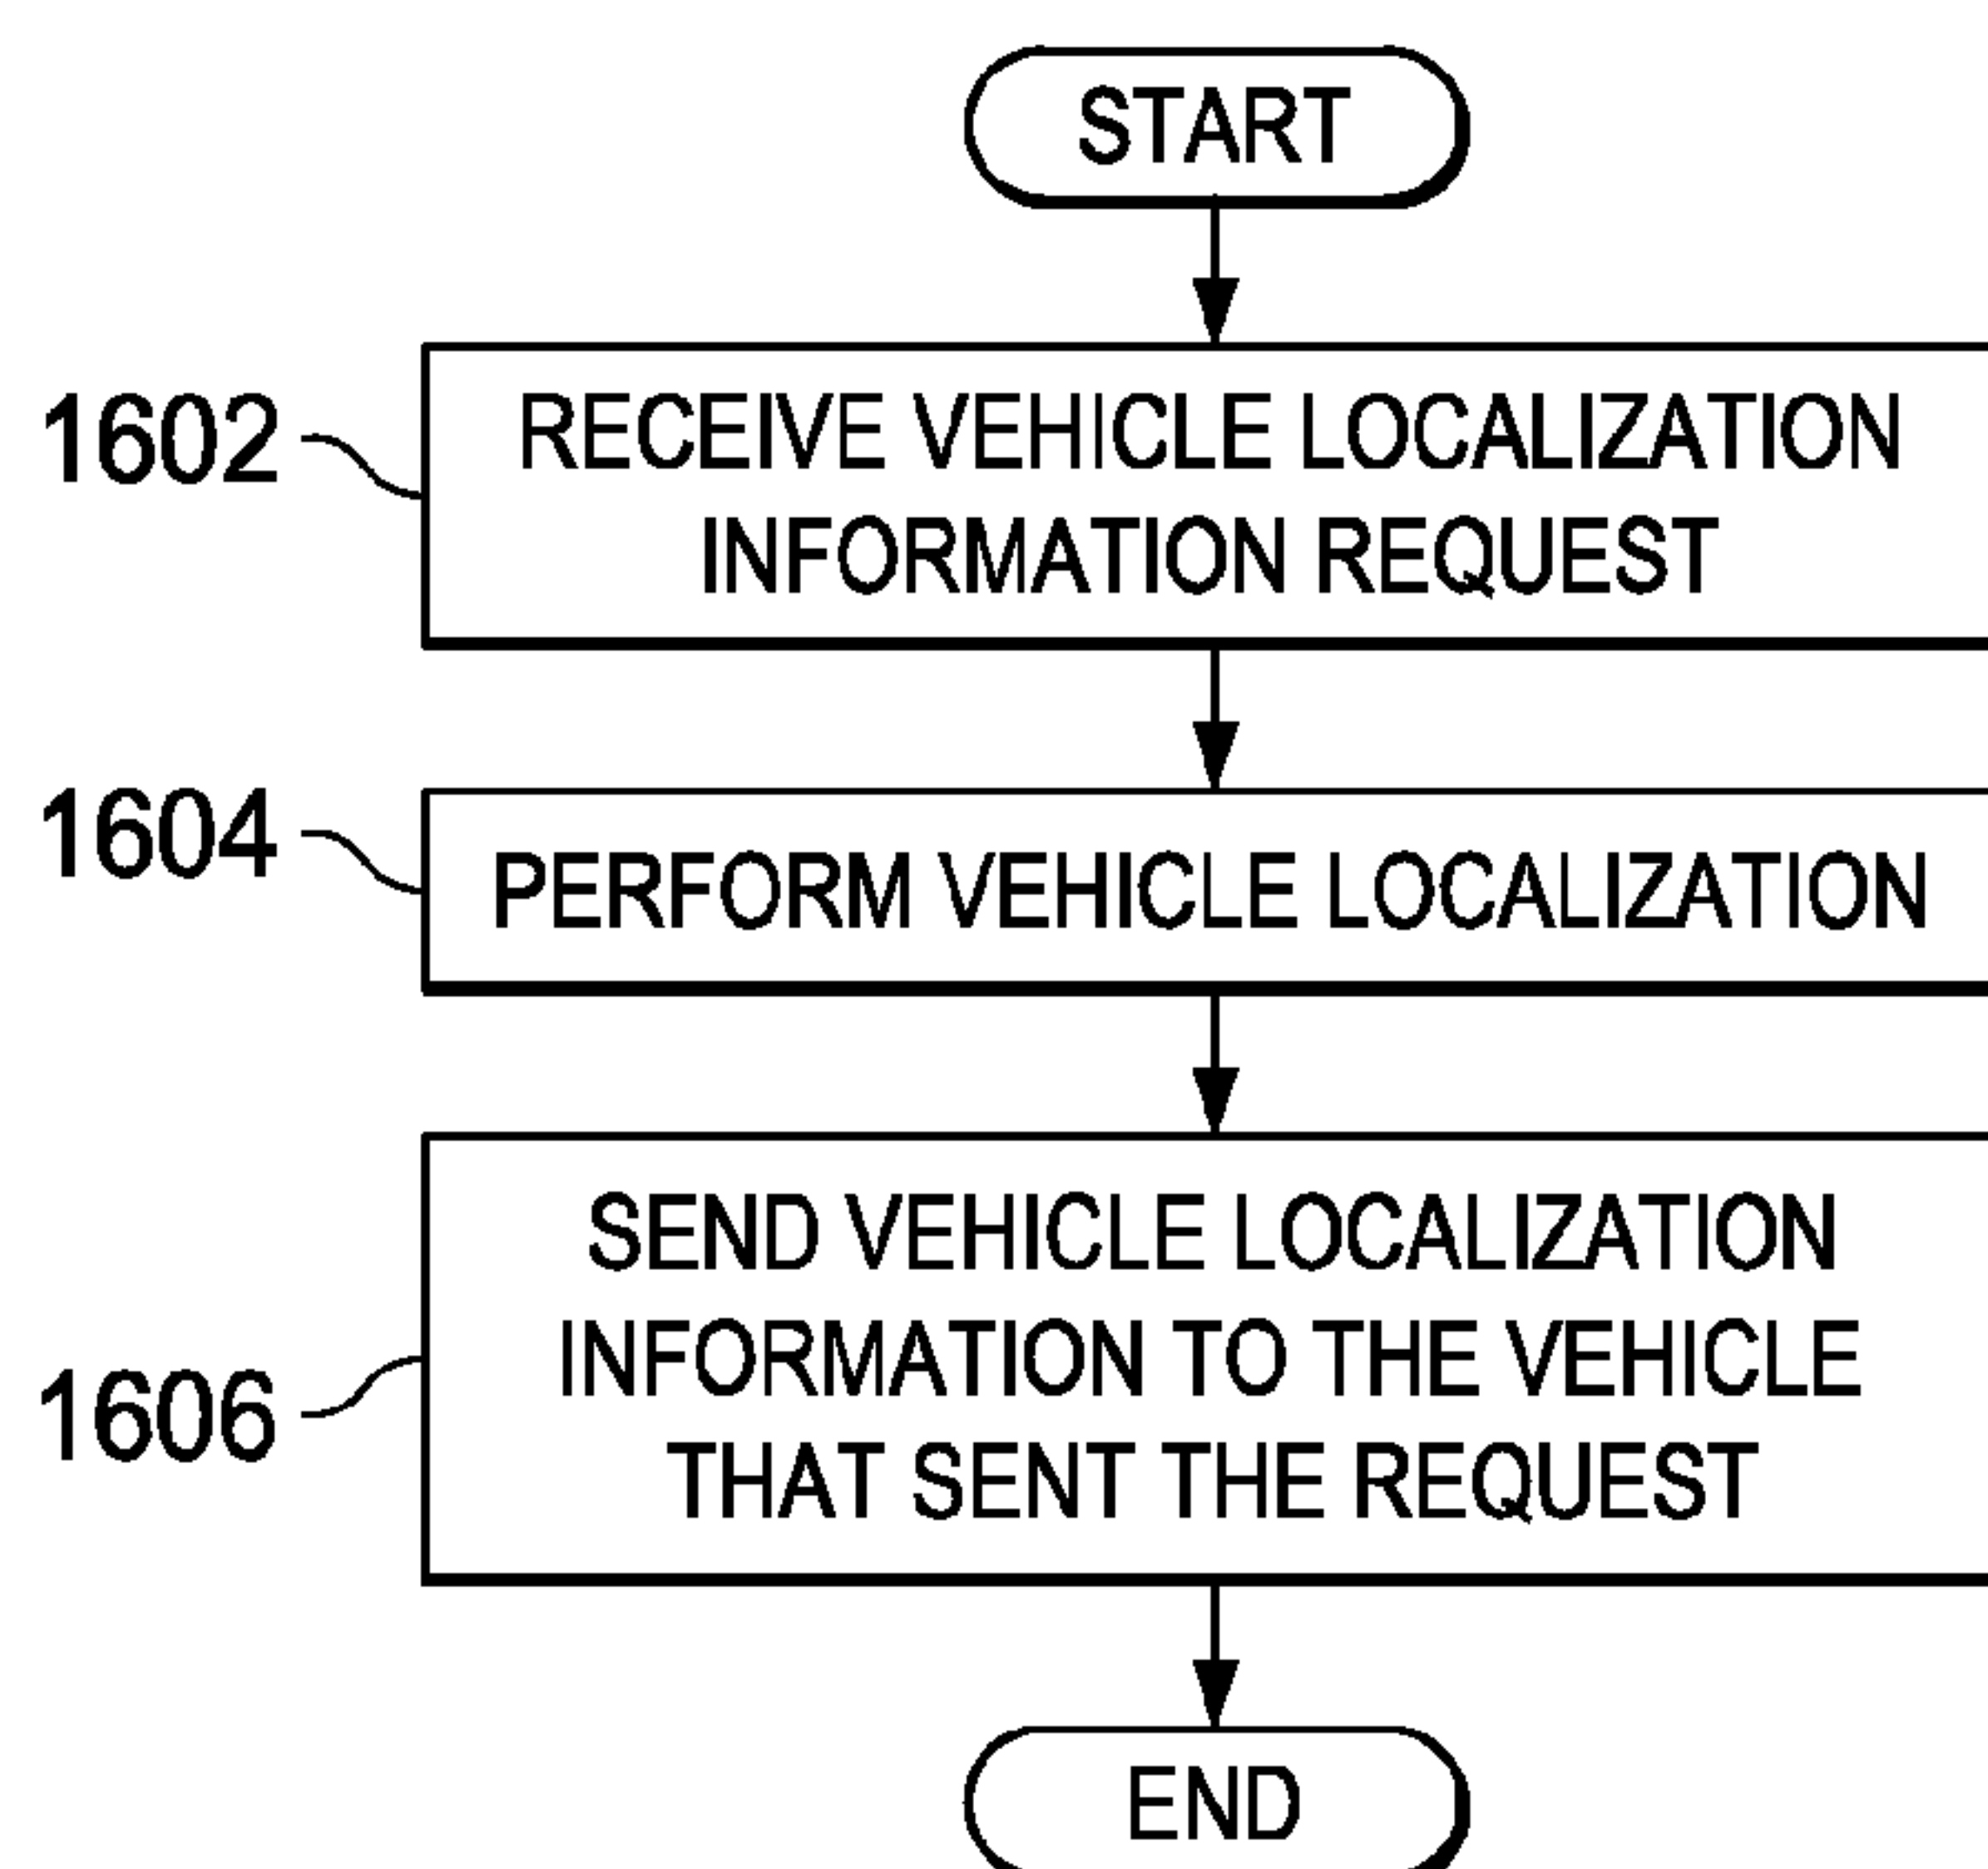 START
1602
RECEIVE VEHICLE LOCALIZATION
INFORMATION REQUEST
1604
PERFORM VEHICLE LOCALIZATION
1606
SEND VEHICLE LOCALIZATION
INFORMATION TO THE VEHICLE
THAT SENT THE REQUEST
END